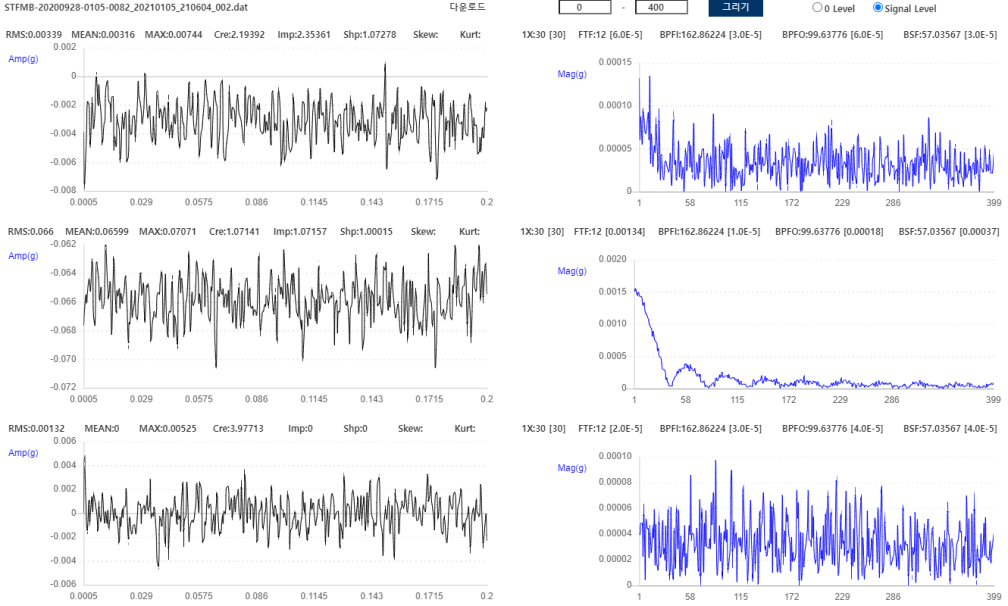 STFMB-20200928-0105-0082_20210105_210604_002.dat 다운로드 0 - 400 그리기 0 Level Signal Level
RMS:0.00339 MEAN:0.00316 MAX:0.00744 Cre:2.19392 Imp:2.35361 Shp:1.07278 Skew: Kurt:
Amp(g)
0.002
0
-0.002
-0.004
-0.006
-0.008
0.0005 0.029 0.0575 0.086 0.1145 0.143 0.1715 0.2
1X:30 [30] FTF:12 [6.0E-5] BPFI:162.86224 [3.0E-5] BPFO:99.63776 [6.0E-5] BSF:57.03567 [3.0E-5]
Mag(g)
0.00015
0.00010
0.00005
0
1 58 115 172 229 286 399
RMS:0.066 MEAN:0.06599 MAX:0.07071 Cre:1.07141 Imp:1.07157 Shp:1.00015 Skew: Kurt:
Amp(g)
-0.062
-0.064
-0.066
-0.068
-0.070
-0.072
0.0005 0.029 0.0575 0.086 0.1145 0.143 0.1715 0.2
1X:30 [30] FTF:12 [0.00134] BPFI:162.86224 [1.0E-5] BPFO:99.63776 [0.00018] BSF:57.03567 [0.00037]
Mag(g)
0.0020
0.0015
0.0010
0.0005
0
1 58 115 172 229 286 399
RMS:0.00132 MEAN:0 MAX:0.00525 Cre:3.97713 Imp:0 Shp:0 Skew: Kurt:
Amp(g)
0.006
0.004
0.002
0
-0.002
-0.004
-0.006
0.0005 0.029 0.0575 0.086 0.1145 0.143 0.1715 0.2
1X:30 [30] FTF:12 [2.0E-5] BPFI:162.86224 [3.0E-5] BPFO:99.63776 [4.0E-5] BSF:57.03567 [4.0E-5]
Mag(g)
0.00010
0.00008
0.00006
0.00004
0.00002
0
1 58 115 172 229 286 399